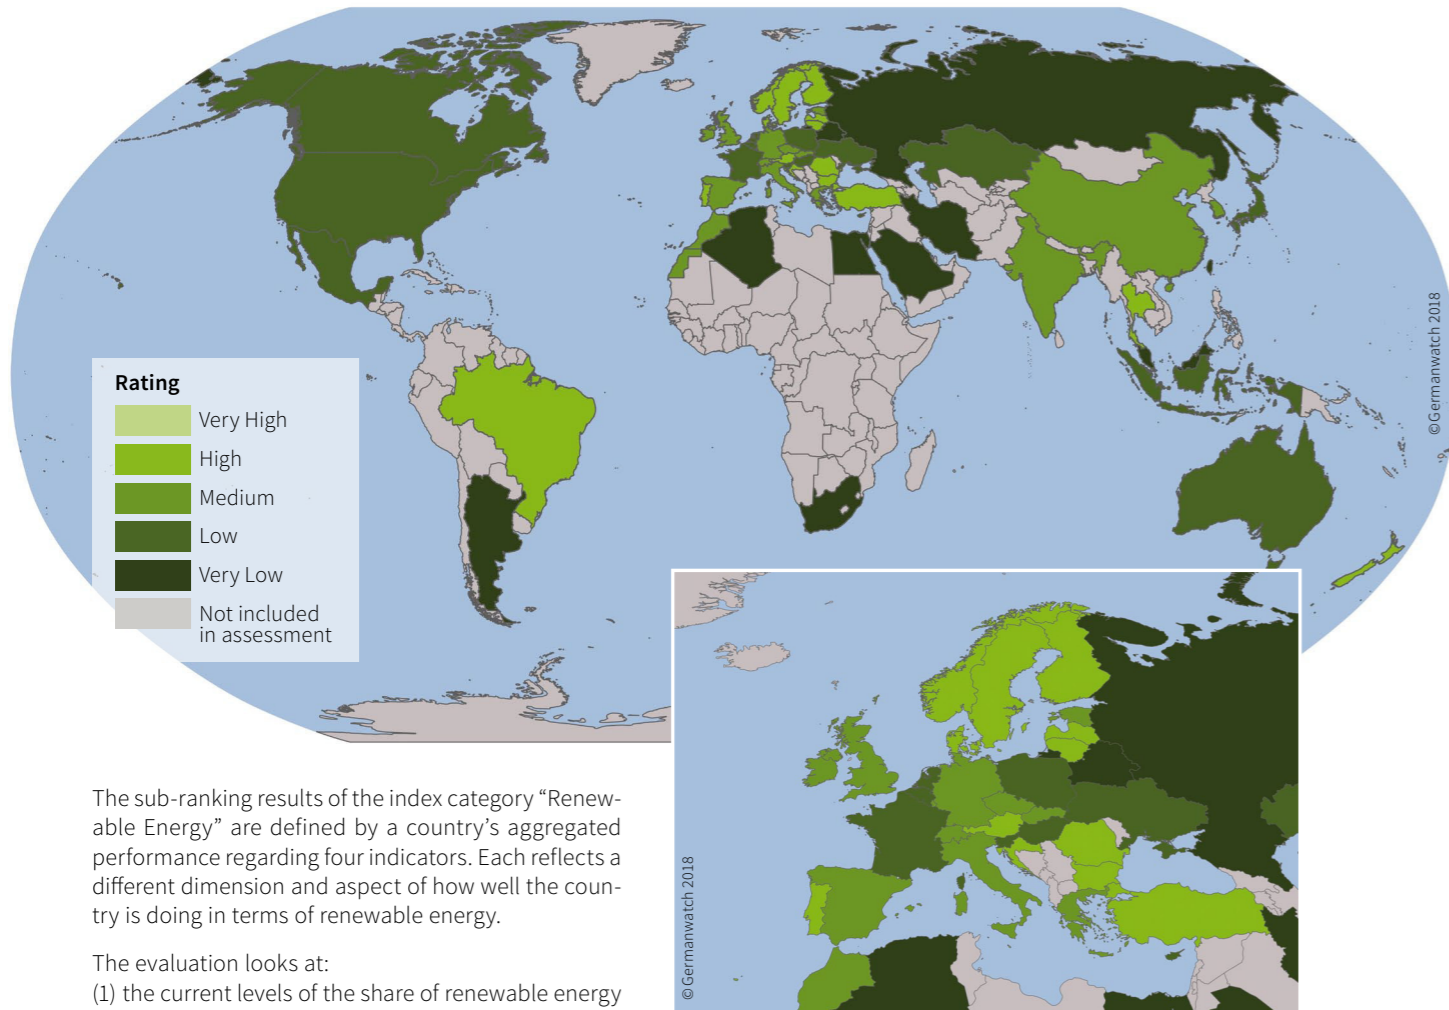 Rating
Very High
High
Medium
Low
Very Low
Not included
in assessment
©Germanwatch 2018
The sub-ranking results of the index category “Renew-
able Energy” are defined by a country’s aggregated
performance regarding four indicators. Each reflects a
different dimension and aspect of how well the coun-
try is doing in terms of renewable energy.
The evaluation looks at:
(1) the current levels of the share of renewable energy
©Germanwatch 2018